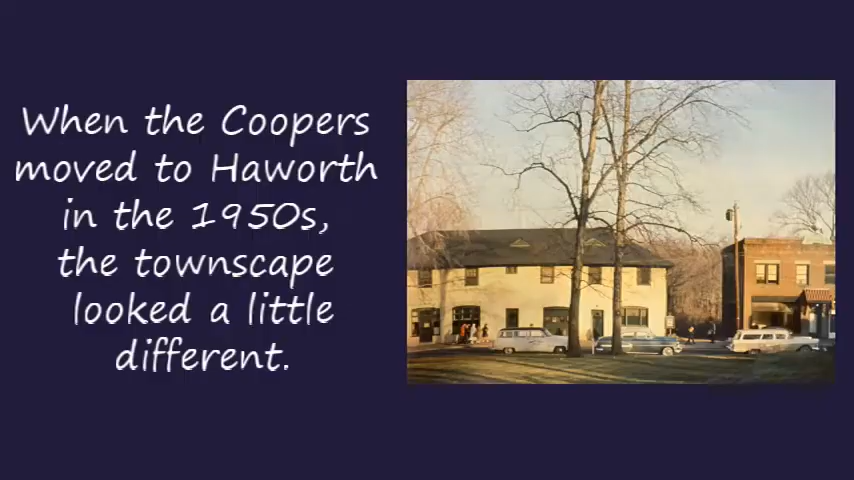 When the Coopers
moved to Haworth
in the 1950s,
the townscape
looked a little
different.